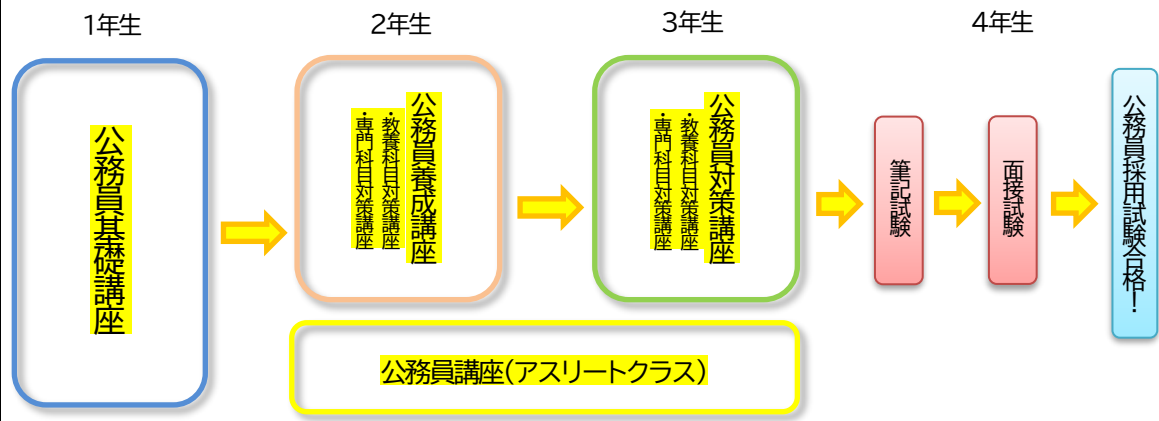 1年生
2年生
3年生
4年生
公務員基礎講座
公務員養成講座
・教養科目対策講座
・専門科目対策講座
公務員対策講座
・教養科目対策講座
・専門科目対策講座
筆記試験
面接試験
公務員採用試験合格!
公務員講座(アスリートクラス)